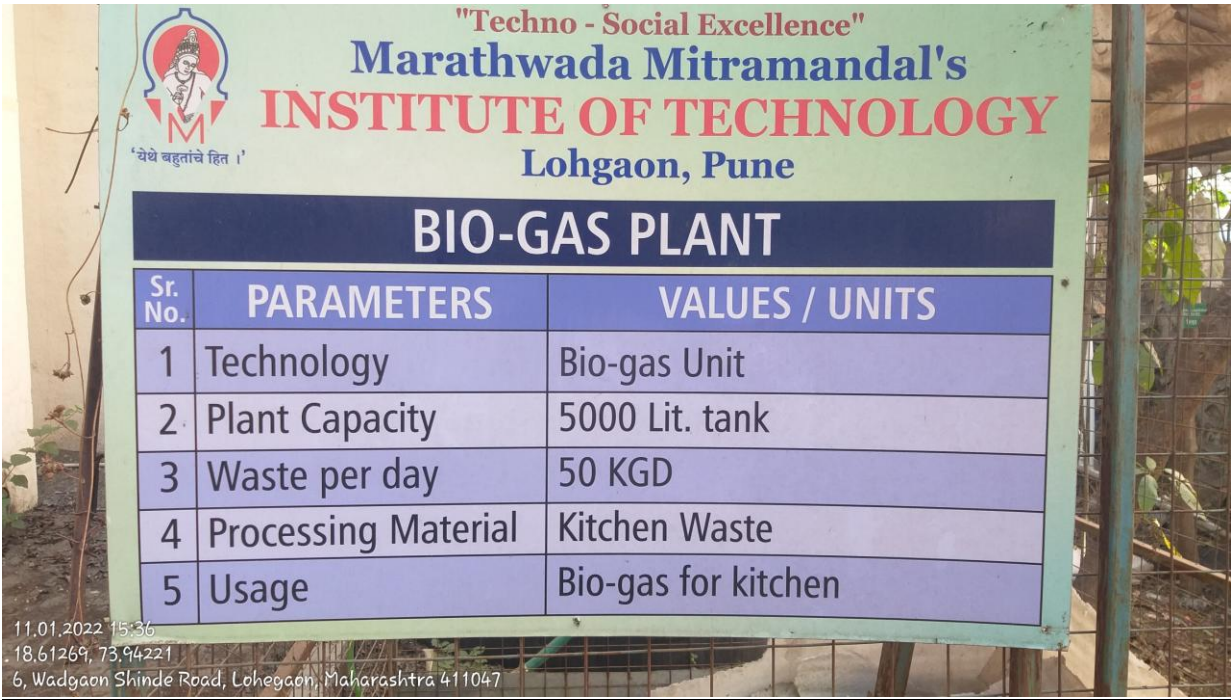 "Techno - Social Excellence"
Marathwada Mitramandal's
INSTITUTE OF TECHNOLOGY
Lohgaon, Pune
M
'येथे बहुतांचे हित ।'
BIO-GAS PLANT
Sr. No. PARAMETERS VALUES / UNITS
1 Technology Bio-gas Unit
2 Plant Capacity 5000 Lit. tank
3 Waste per day 50 KGD
4 Processing Material Kitchen Waste
5 Usage Bio-gas for kitchen
11.01.2022 15:36
18.61269, 73.94221
6, Wadgaon Shinde Road, Lohegaon, Maharashtra 411047